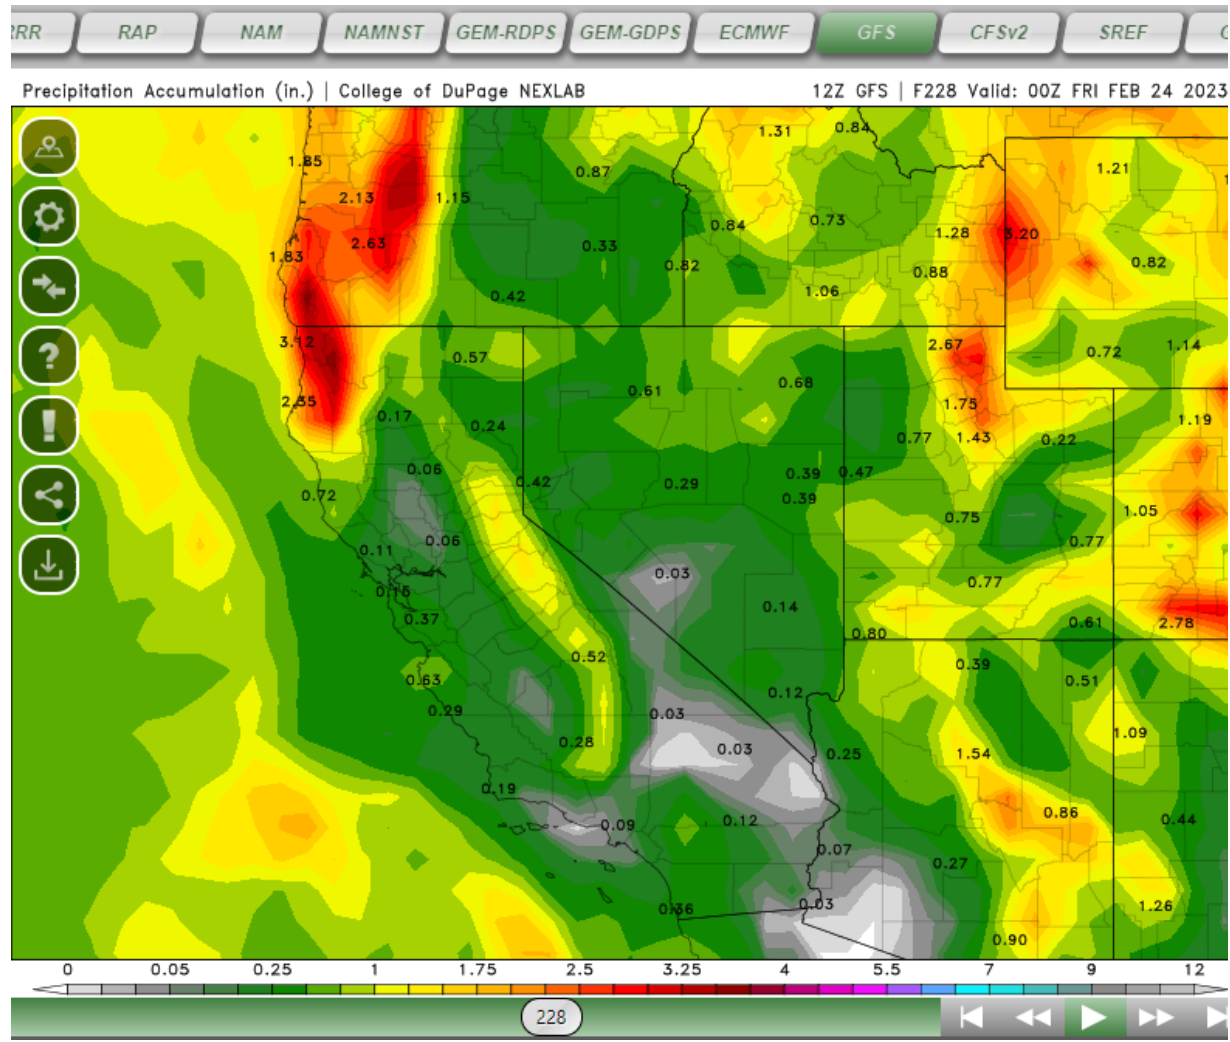 RR RAP NAM NAMNST GEM-RDPS GEM-GDPS ECMWF GFS CFSv2 SREF
Precipitation Accumulation (in.) | College of DuPage NEXLAB 12Z GFS | F228 Valid: 00Z FRI FEB 24 2023
1.31 0.84
1.85 0.87 1.21
2.13 1.15
0.84 0.73 1.28 3.20
2.63 0.33
1.83 0.82 0.88 0.82
0.42 1.06
3.12 0.57 2.67 0.72 1.14
0.61 0.68
2.35 0.17 0.24 1.75 1.19
0.77 1.43 0.22
0.06 0.42 0.29 0.39 0.47
0.72 0.39
0.75 1.05
0.11 0.06 0.77
0.03 0.77
0.15 0.14
0.37 0.80 0.61 2.78
0.52 0.39
0.63 0.12 0.51
0.29 0.03
0.28 0.03 0.25 1.54 1.09
0.19
0.09 0.12 0.86 0.44
0.07 0.27
0.36 0.03 1.26
0.90
0 0.05 0.25 1 1.75 2.5 3.25 4 5.5 7 9 12
228